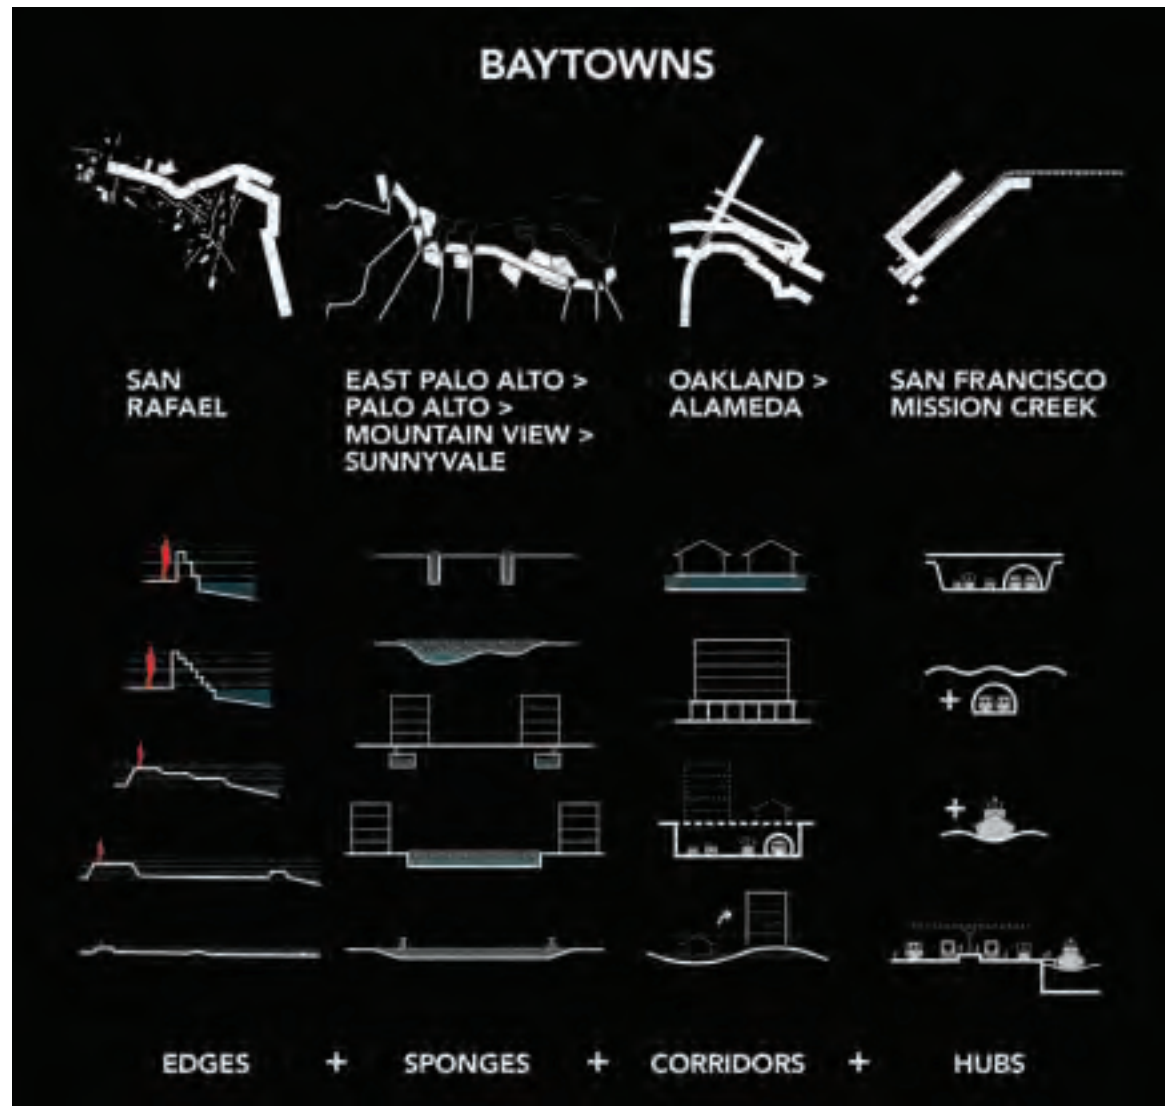 BAYTOWNS
SAN
RAFAEL
EAST PALO ALTO >
PALO ALTO >
MOUNTAIN VIEW >
SUNNYVALE
OAKLAND >
ALAMEDA
SAN FRANCISCO
MISSION CREEK
EDGES + SPONGES + CORRIDORS + HUBS